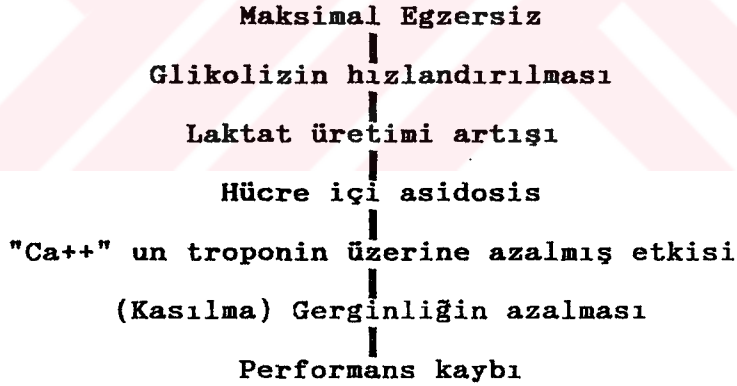 Maksimal Egzersiz
Glikolizin hızlandırılması
Laktat üretimi artışı
Hücre içi asidosis
"Ca++" un troponin üzerine azalmış etkisi
(Kasılma) Gerginliğin azalması
Performans kaybı